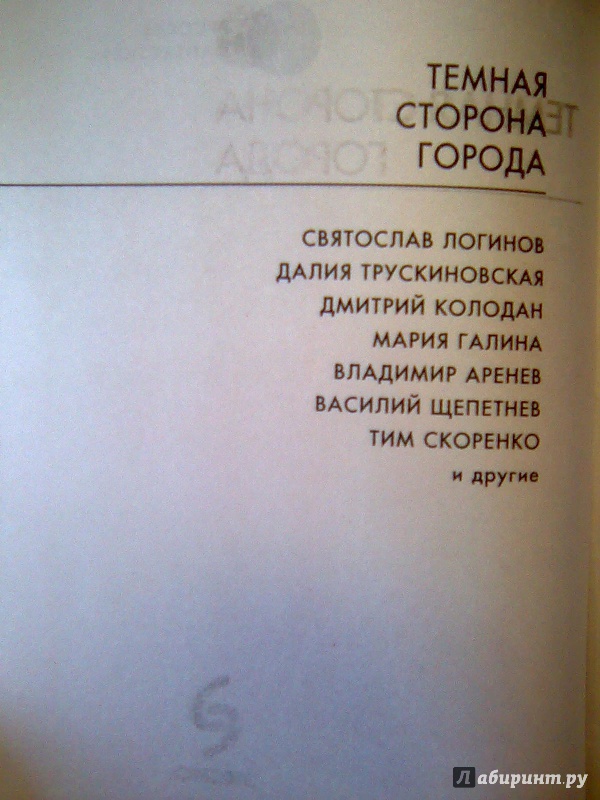 ТЕМНАЯ
СТОРОНА
ГОРОДА
СВЯТОСЛАВ ЛОГИНОВ
ДАЛИЯ ТРУСКИНОВСКАЯ
ДМИТРИЙ КОЛОДАН
МАРИЯ ГАЛИНА
ВЛАДИМИР АРЕНЕВ
ВАСИЛИЙ ЩЕПЕТНЕВ
ТИМ СКОРЕНКО
и другие
Лабиринт.ру